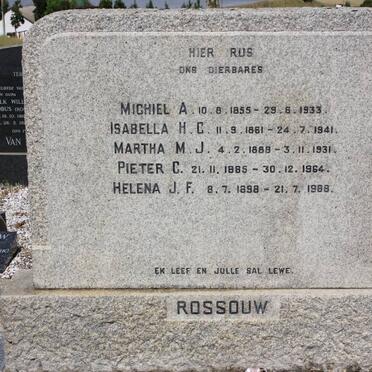 HIER RUS
ONS DIERBARES
MICHIEL A. 10.8.1855 - 29.6.1933.
ISABELLA H.C. 11.9.1861 - 24.7.1941.
MARTHA M.J. 4.2.1889 - 3.11.1931.
PIETER C. 21.11.1885 - 30.12.1964.
HELENA J.F. 8.7.1898 - 21.7.1988.
EK LEEF EN JULLE SAL LEWE.
ROSSOUW
VAN